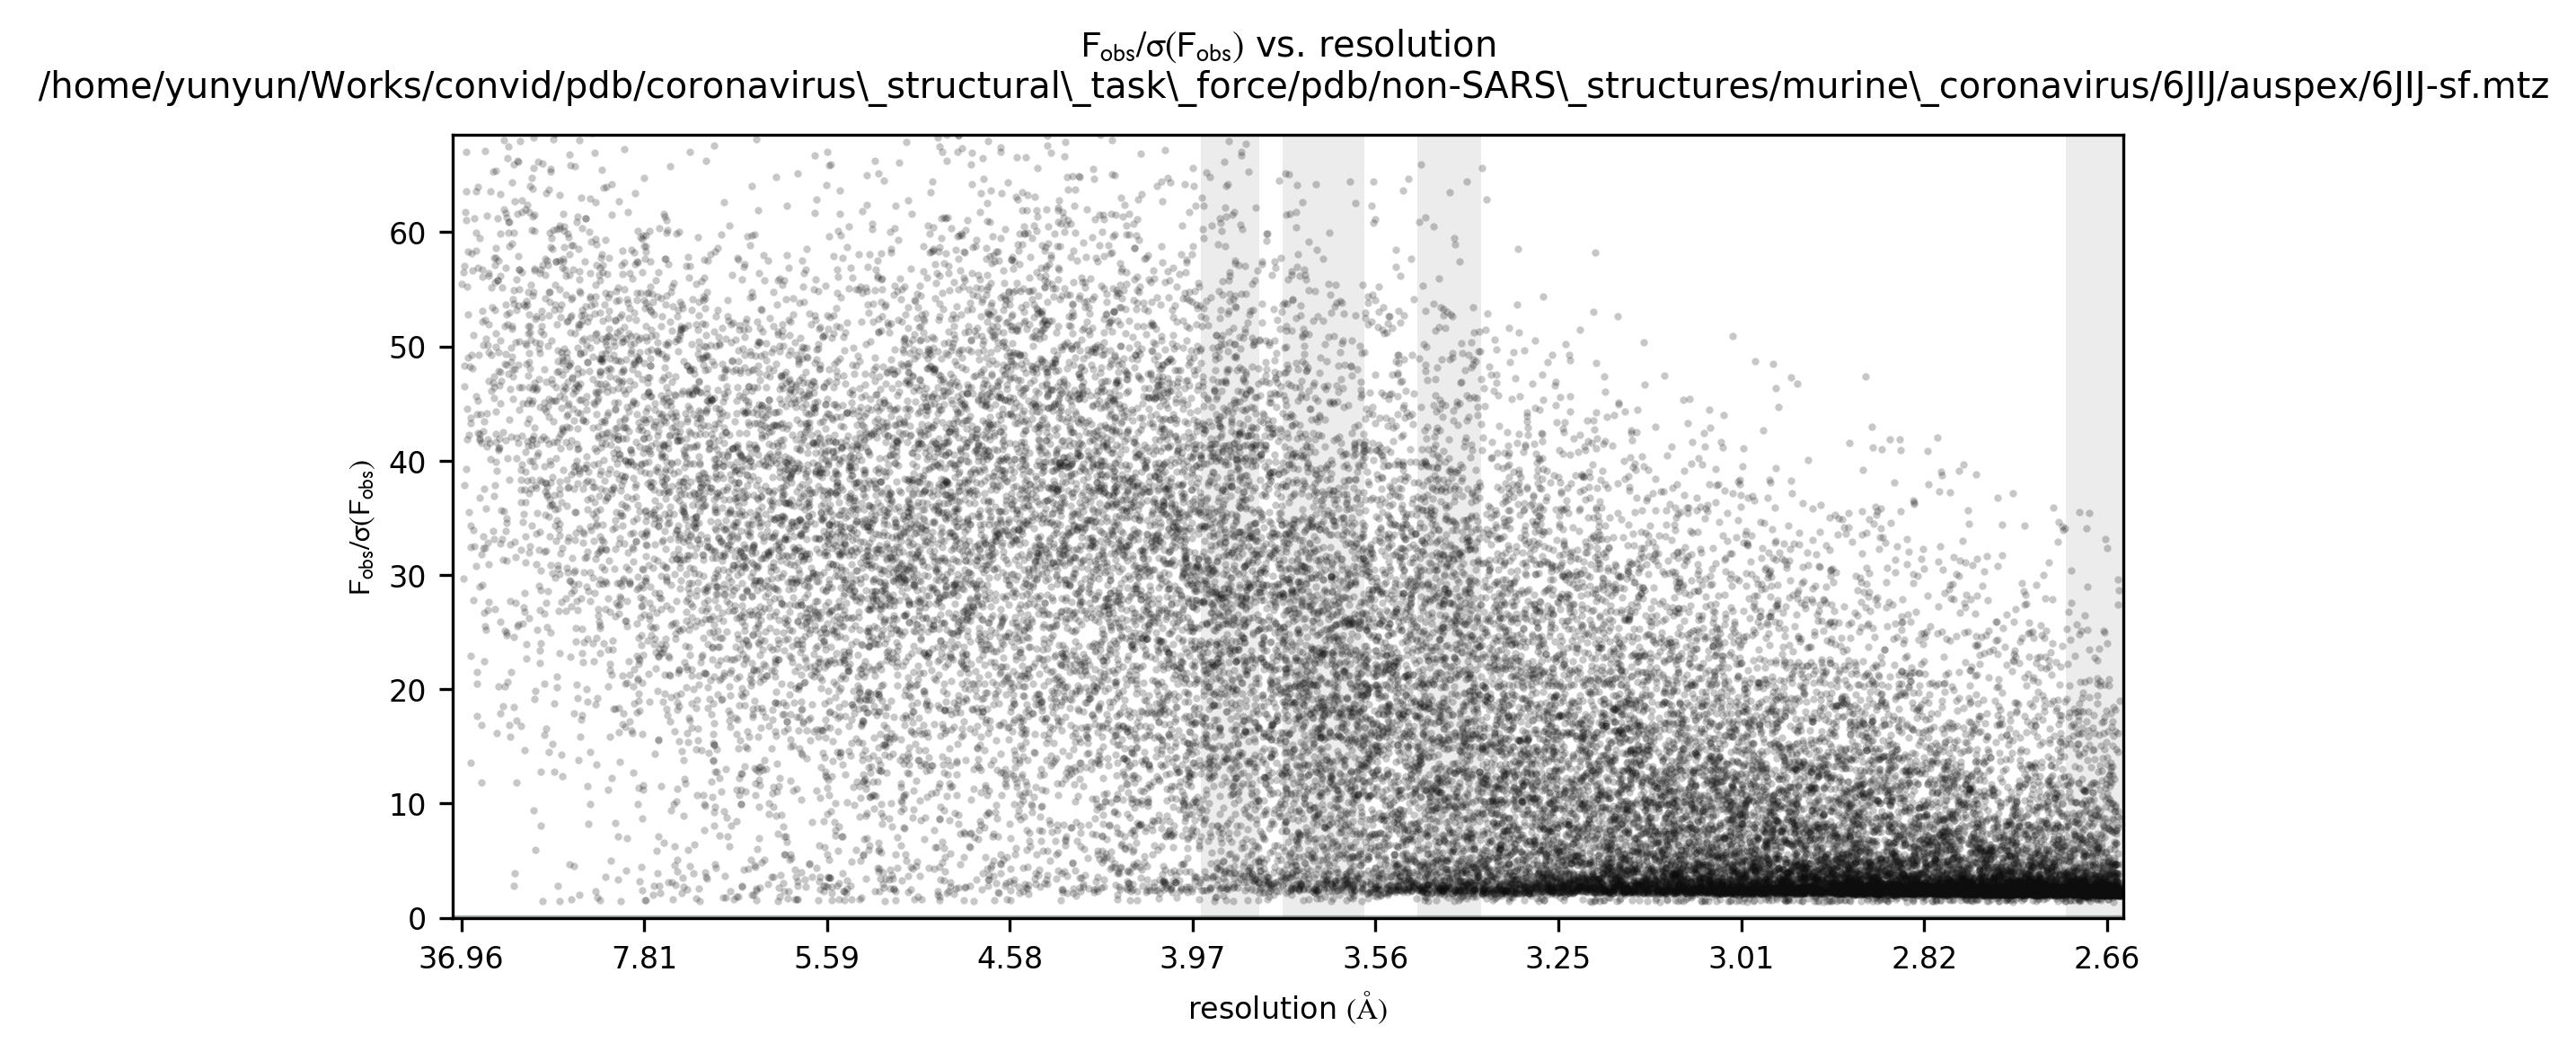 Fobs/σ(Fobs) vs. resolution
/home/yunyun/Works/convid/pdb/coronavirus\_structural\_task\_force/pdb/non-SARS\_structures/murine\_coronavirus/6JIJ/auspex/6JIJ-sf.mtz
Fobs/σ(Fobs)
60
50
40
30
20
10
0
36.96 7.81 5.59 4.58 3.97 3.56 3.25 3.01 2.82 2.66
resolution (Å)